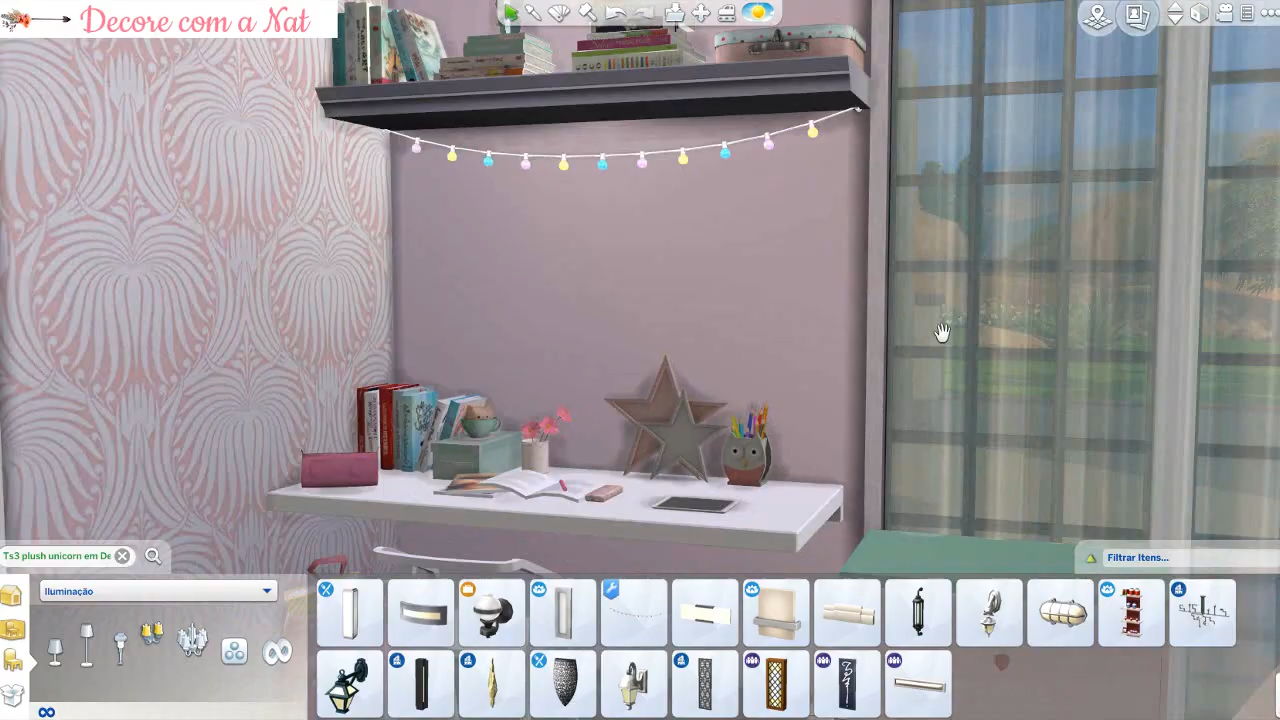 Decore com a Nat
Ts3 plush unicorn em De
Filtrar Itens...
Iluminação